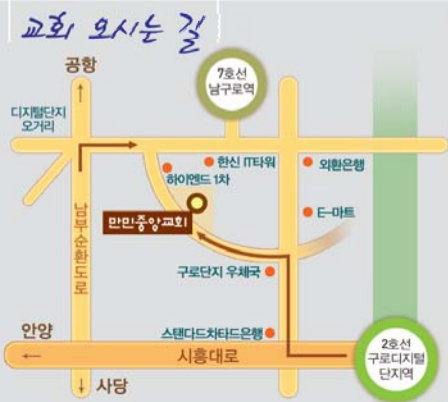 교회 오시는 길
공항
7호선
남구로역
디지털단지
오거리
한신 IT타워
외환은행
하이엔드 1차
E-마트
만민중앙교회
남부순환도로
구로단지 우체국
스탠다드차타드은행
안양
시흥대로
2호선
구로디지털
단지역
사당